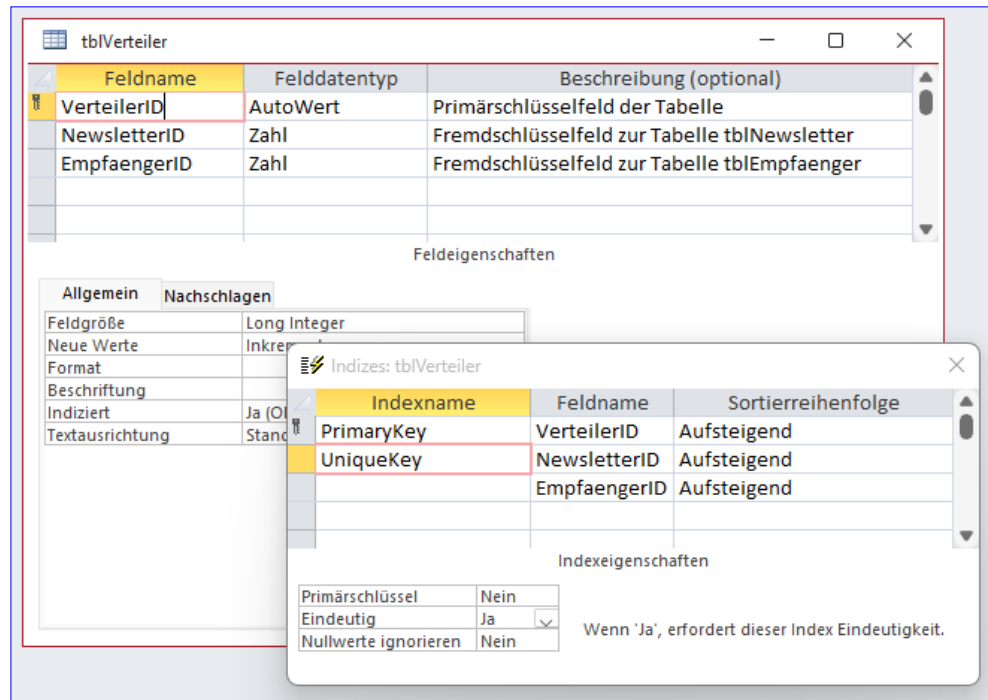 tblVerteiler
Feldname Felddatentyp Beschreibung (optional)
VerteilerID AutoWert Primärschlüsselfeld der Tabelle
NewsletterID Zahl Fremdschlüsselfeld zur Tabelle tblNewsletter
EmpfaengerID Zahl Fremdschlüsselfeld zur Tabelle tblEmpfaenger
Feldeigenschaften
Allgemein Nachschlagen
Feldgröße Long Integer
Neue Werte
Format
Beschriftung
Indiziert Ja
Textausrichtung
Indizes: tblVerteiler
Indexname Feldname Sortierreihenfolge
PrimaryKey VerteilerID Aufsteigend
UniqueKey NewsletterID Aufsteigend
EmpfaengerID Aufsteigend
Indexeigenschaften
Primärschlüssel Nein
Eindeutig Ja
Nullwerte ignorieren Nein
Wenn 'Ja', erfordert dieser Index Eindeutigkeit.